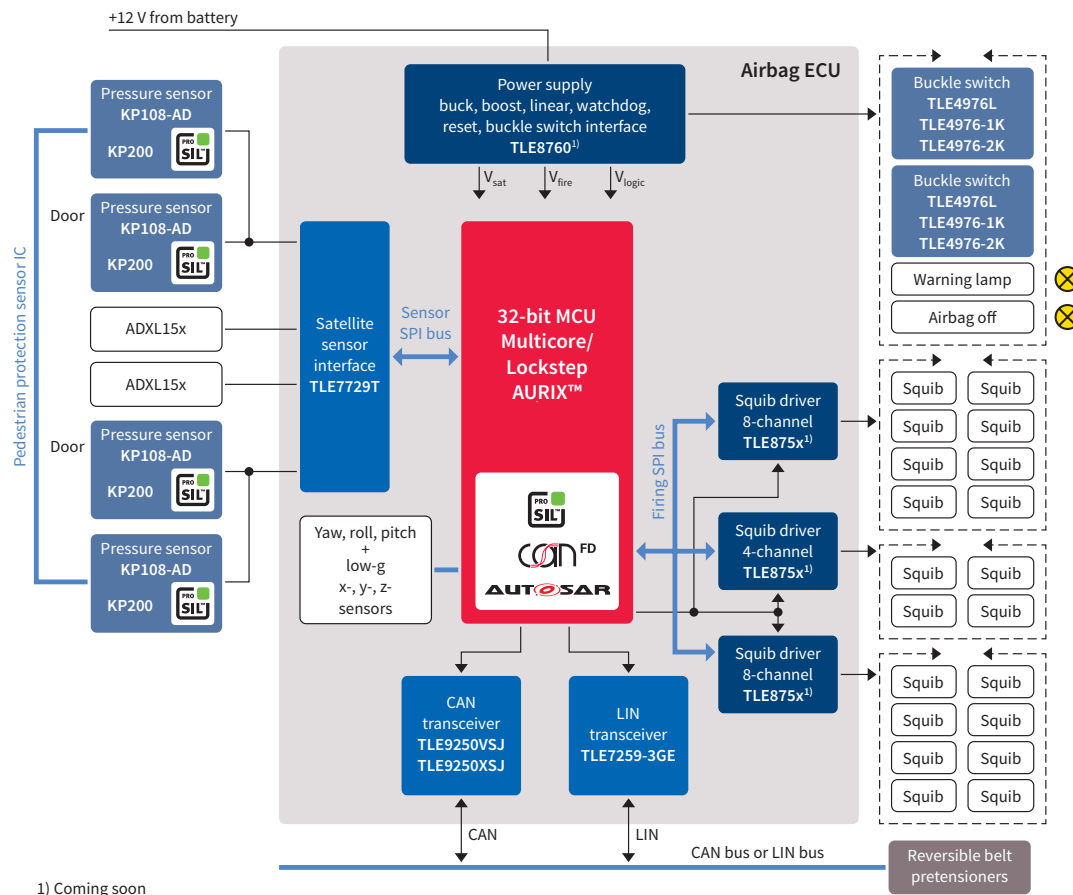 +12 V from battery
Airbag ECU
Power supply
buck, boost, linear, watchdog,
reset, buckle switch interface
TLE8760¹⁾
Vsat
Vfire
Vlogic
Buckle switch
TLE4976L
TLE4976-1K
TLE4976-2K
Buckle switch
TLE4976L
TLE4976-1K
TLE4976-2K
Warning lamp
Airbag off
Pedestrian protection sensor IC
Pressure sensor
KP108-AD
KP200
PRO
SIL™
Door
Pressure sensor
KP108-AD
KP200
PRO
SIL™
ADXL15x
ADXL15x
Door
Pressure sensor
KP108-AD
KP200
PRO
SIL™
Pressure sensor
KP108-AD
KP200
PRO
SIL™
Satellite
sensor
interface
TLE7729T
Sensor
SPI bus
32-bit MCU
Multicore/
Lockstep
AURIX™
PRO
SIL™
CAN FD
AUTOSAR
Yaw, roll, pitch
+
low-g
x-, y-, z-
sensors
Firing SPI bus
Squib driver
8-channel
TLE875x¹⁾
Squib driver
4-channel
TLE875x¹⁾
Squib driver
8-channel
TLE875x¹⁾
Squib Squib
Squib Squib
Squib Squib
Squib Squib
Squib Squib
Squib Squib
Squib Squib
Squib Squib
Squib Squib
Squib Squib
CAN
transceiver
TLE9250VSJ
TLE9250XSJ
LIN
transceiver
TLE7259-3GE
CAN
LIN
CAN bus or LIN bus
Reversible belt
pretensioners
1) Coming soon